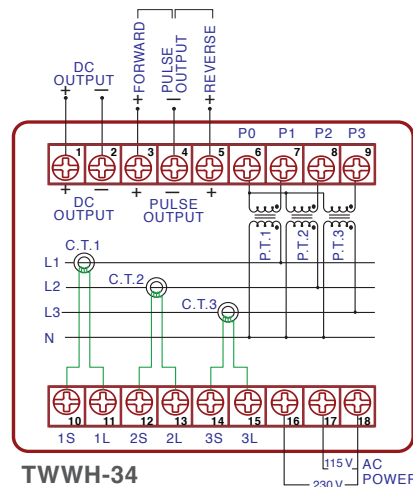 DC
OUTPUT
+ −
+FORWARD
PULSE
OUTPUT
−
+REVERSE
P0 P1 P2 P3
1 2 3 4 5 6 7 8 9
+ −
DC
OUTPUT
+ − +
PULSE
OUTPUT
P.T.1 P.T.2 P.T.3
C.T.1
L1
C.T.2
L2
C.T.3
L3
N
10 11 12 13 14 15 16 17 18
1S 1L 2S 2L 3S 3L
115 V
AC
POWER
230 V
TWWH-34